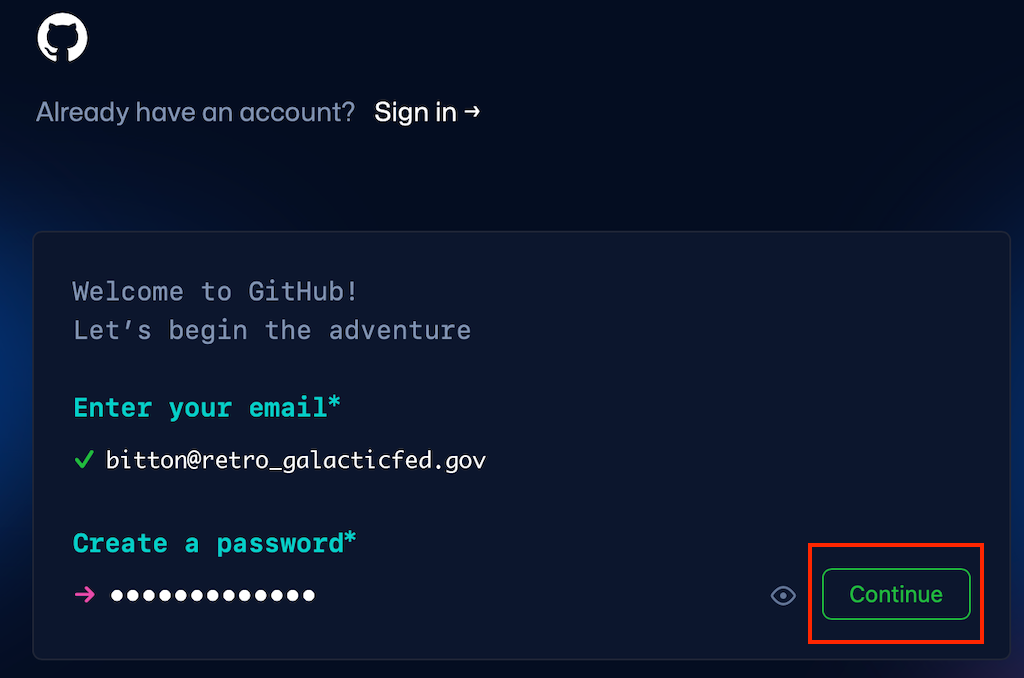 Already have an account? Sign in →
Welcome to GitHub!
Let’s begin the adventure
Enter your email*
✓ bitton@retro_galacticfed.gov
Create a password*
→ •••••••••••••
Continue